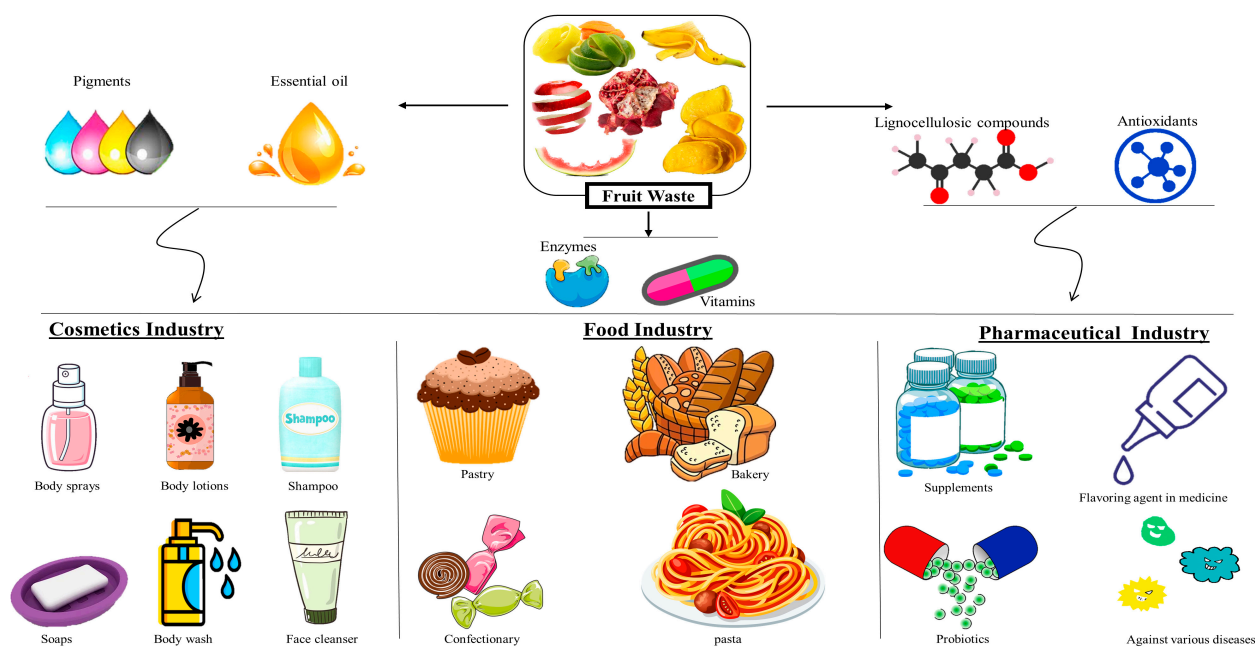 Pigments
Essential oil
Fruit Waste
Lignocellulosic compounds
Antioxidants
Enzymes
Vitamins
Cosmetics Industry
Food Industry
Pharmaceutical Industry
Shampoo
Body sprays
Body lotions
Shampoo
Pastry
Bakery
Supplements
Flavoring agent in medicine
Soaps
Body wash
Face cleanser
Confectionary
pasta
Probiotics
Against various diseases